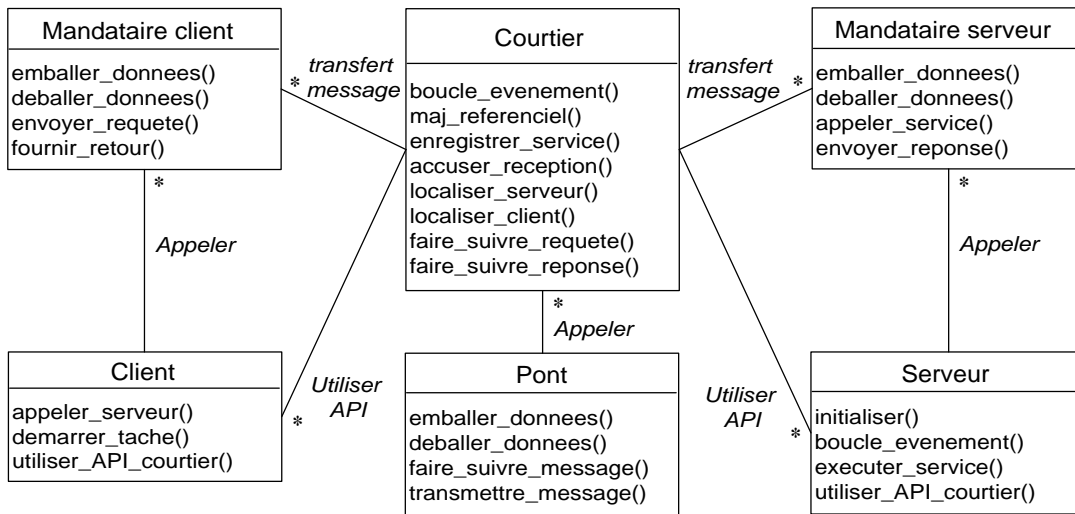 Mandataire client
emballer_donnees()
deballer_donnees()
envoyer_requete()
fournir_retour()
*
transfert
message
*
Courtier
boucle_evenement()
maj_referenciel()
enregistrer_service()
accuser_reception()
localiser_serveur()
localiser_client()
faire_suivre_requete()
faire_suivre_reponse()
*
transfert
message
*
Mandataire serveur
emballer_donnees()
deballer_donnees()
appeler_service()
envoyer_reponse()
*
Appeler
Appeler
Appeler
Client
appeler_serveur()
demarrer_tache()
utiliser_API_courtier()
Utiliser
API
*
Pont
emballer_donnees()
deballer_donnees()
faire_suivre_message()
transmettre_message()
Utiliser
API
*
Serveur
initialiser()
boucle_evenement()
executer_service()
utiliser_API_courtier()